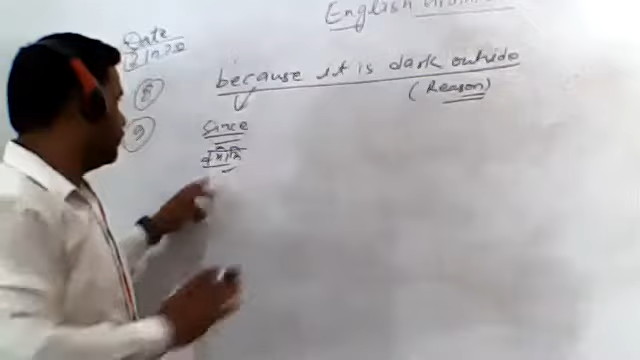 English
Date
because it is dark outside
(Reason)
8
Since
9
क्योंकि